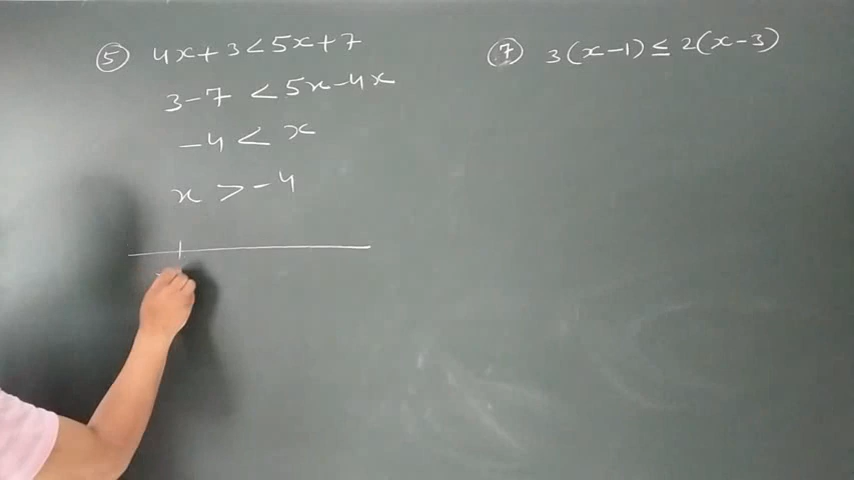 ⑤ 4x+3<5x+7
3-7 < 5x-4x
-4 < x
x > -4
⑦ 3(x-1) ≤ 2(x-3)